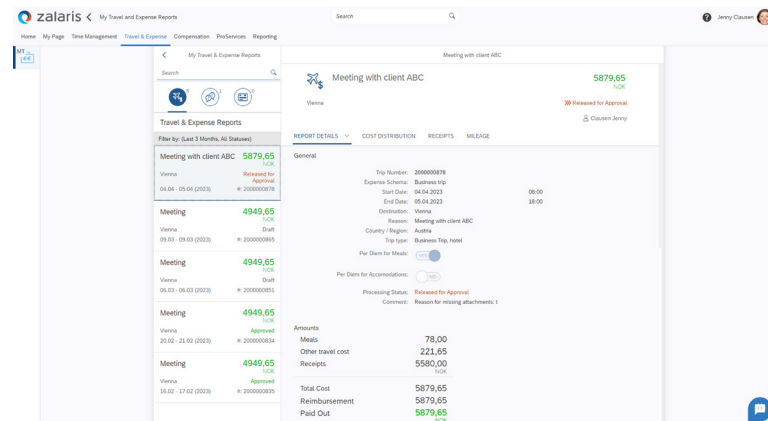 zalaris < My Travel and Expense Reports Search Jenny Clausen
Home My Page Time Management Travel & Expense Compensation ProServices Reporting
MT ...
My Travel & Expense Reports
Search
Travel & Expense Reports
Filter by: (Last 3 Months, All Statuses)
Meeting with client ABC 5879,65
NOK
Vienna Released for
Approval
04.04 - 05.04 (2023) #: 2000000878
Meeting 4949,65
NOK
Vienna Draft
09.03 - 09.03 (2023) #: 2000000865
Meeting 4949,65
NOK
Vienna Draft
06.03 - 06.03 (2023) #: 2000000851
Meeting 4949,65
NOK
Vienna Approved
20.02 - 21.02 (2023) #: 2000000834
Meeting 4949,65
NOK
Vienna Approved
16.02 - 17.02 (2023) #: 2000000835
Meeting with client ABC
Meeting with client ABC 5879,65
NOK
Vienna Released for Approval
Clausen Jenny
REPORT DETAILS COST DISTRIBUTION RECEIPTS MILEAGE
General
Trip Number: 2000000878
Expense Schema: Business trip
Start Date: 04.04.2023 08:00
End Date: 05.04.2023 18:00
Destination: Vienna
Reason: Meeting with client ABC
Country / Region: Austria
Trip type: Business Trip, hotel
Per Diem for Meals: YES
Per Diem for Accomodations: NO
Processing Status: Released for Approval
Comment: Reason for missing attachments: t
Amounts
Meals 78,00
Other travel cost 221,65
Receipts 5580,00
NOK
Total Cost 5879,65
Reimbursement 5879,65
Paid Out 5879,65
NOK